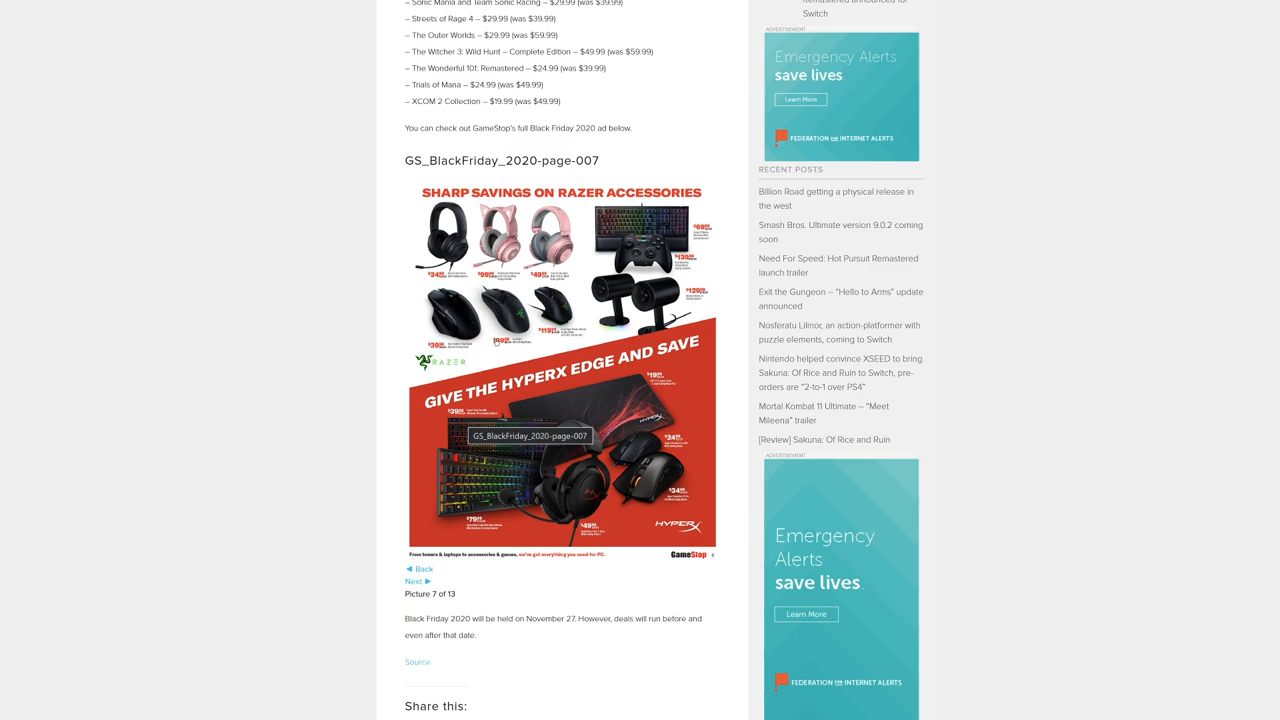 – Sonic Mania and Team Sonic Racing – $29.99 (was $39.99)
– Streets of Rage 4 – $29.99 (was $39.99)
– The Outer Worlds – $29.99 (was $59.99)
– The Witcher 3: Wild Hunt – Complete Edition – $49.99 (was $59.99)
– The Wonderful 101: Remastered – $24.99 (was $39.99)
– Trials of Mana – $24.99 (was $49.99)
– XCOM 2 Collection – $19.99 (was $49.99)
You can check out GameStop's full Black Friday 2020 ad below.
GS_BlackFriday_2020-page-007
SHARP SAVINGS ON RAZER ACCESSORIES
RAZER
GIVE THE HYPERX EDGE AND SAVE
GS_BlackFriday_2020-page-007
HYPERX
HYPERX
From towers & laptops to accessories & games, we've got everything you need for PC.
GameStop
◄ Back
Next ►
Picture 7 of 13
Black Friday 2020 will be held on November 27. However, deals will run before and
even after that date.
Source
Share this:
Remastered announced for
Switch
ADVERTISEMENT
Emergency Alerts
save lives.
Learn More
FEDERATION FOR INTERNET ALERTS
RECENT POSTS
Billion Road getting a physical release in
the west
Smash Bros. Ultimate version 9.0.2 coming
soon
Need For Speed: Hot Pursuit Remastered
launch trailer
Exit the Gungeon – "Hello to Arms" update
announced
Nosferatu Lilinor, an action-platformer with
puzzle elements, coming to Switch
Nintendo helped convince XSEED to bring
Sakuna: Of Rice and Ruin to Switch, pre-
orders are "2-to-1 over PS4"
Mortal Kombat 11 Ultimate – "Meet
Mileena" trailer
[Review] Sakuna: Of Rice and Ruin
ADVERTISEMENT
Emergency
Alerts
save lives.
Learn More
FEDERATION FOR INTERNET ALERTS